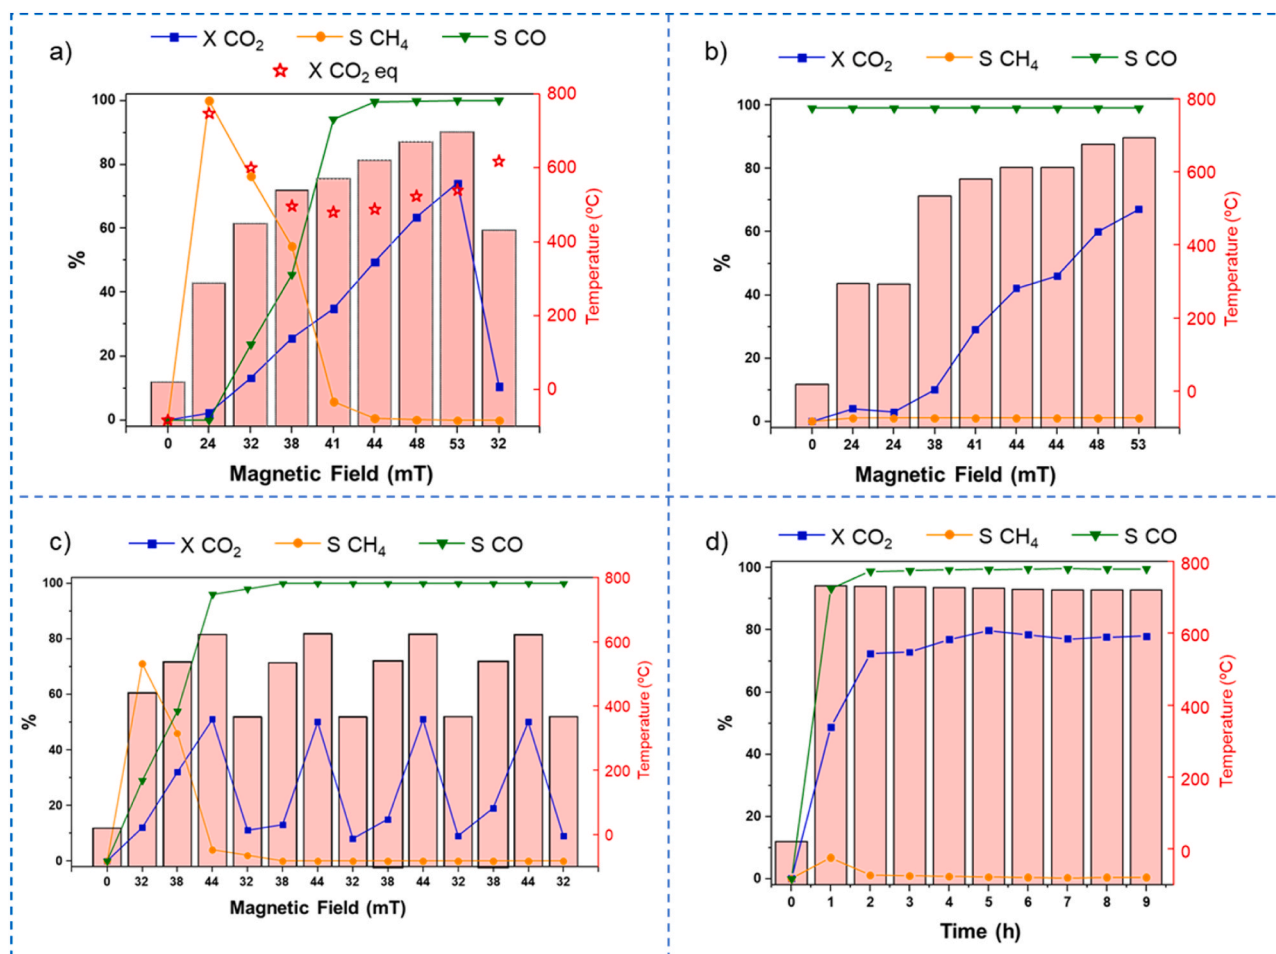 a)
X CO₂ S CH₄ S CO
X CO₂ eq
100
80
60
40
20
0
%
800
600
400
200
0
Temperature (ºC)
0 24 32 38 41 44 48 53 32
Magnetic Field (mT)
b)
X CO₂ S CH₄ S CO
100
80
60
40
20
0
%
800
600
400
200
0
Temperature (ºC)
0 24 24 38 41 44 44 48 53
Magnetic Field (mT)
c)
X CO₂ S CH₄ S CO
100
80
60
40
20
0
%
800
600
400
200
0
Temperature (ºC)
0 32 38 44 32 38 44 32 38 44 32 38 44 32
Magnetic Field (mT)
d)
X CO₂ S CH₄ S CO
100
80
60
40
20
0
%
800
600
400
200
0
Temperature (ºC)
0 1 2 3 4 5 6 7 8 9
Time (h)